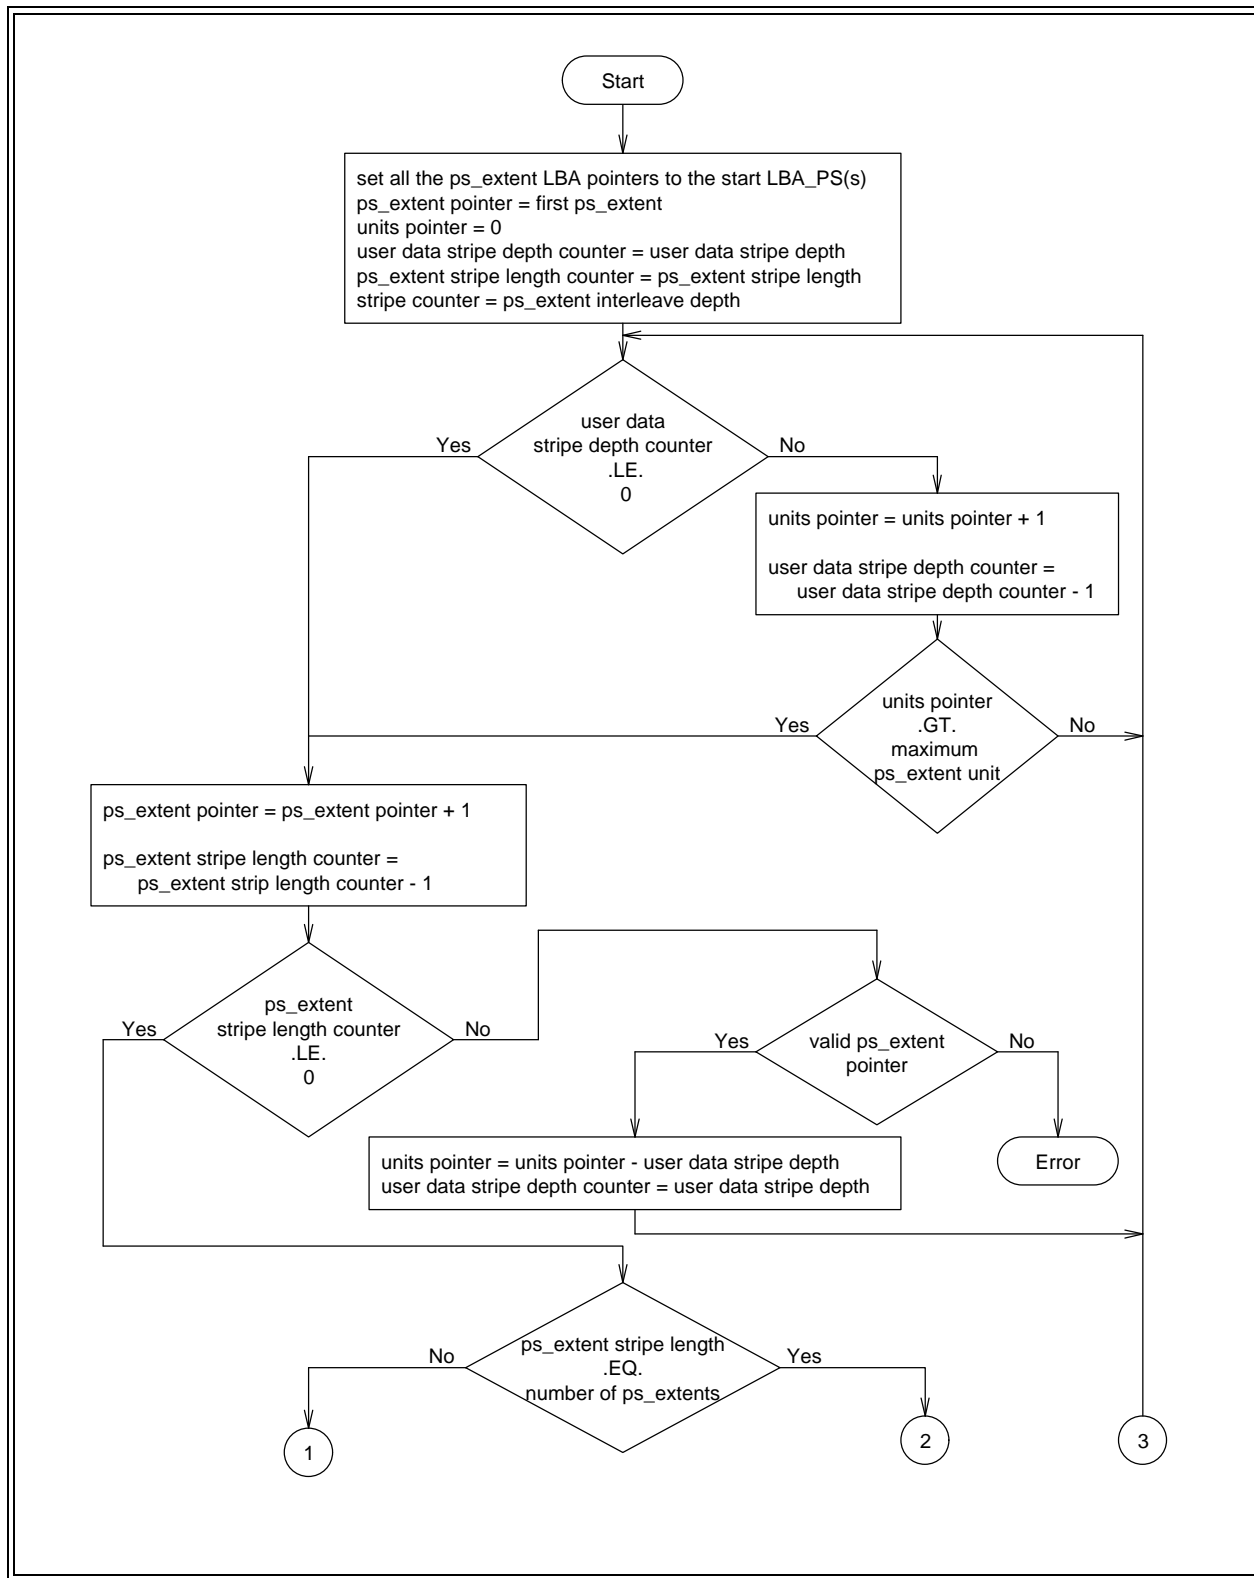 Start
set all the ps_extent LBA pointers to the start LBA_PS(s)
ps_extent pointer = first ps_extent
units pointer = 0
user data stripe depth counter = user data stripe depth
ps_extent stripe length counter = ps_extent stripe length
stripe counter = ps_extent interleave depth
user data
stripe depth counter
.LE.
0
Yes
No
units pointer = units pointer + 1
user data stripe depth counter =
user data stripe depth counter - 1
units pointer
.GT.
maximum
ps_extent unit
Yes
No
ps_extent pointer = ps_extent pointer + 1
ps_extent stripe length counter =
ps_extent strip length counter - 1
ps_extent
stripe length counter
.LE.
0
Yes
No
valid ps_extent
pointer
Yes
No
units pointer = units pointer - user data stripe depth
user data stripe depth counter = user data stripe depth
Error
ps_extent stripe length
.EQ.
number of ps_extents
No
Yes
1
2
3